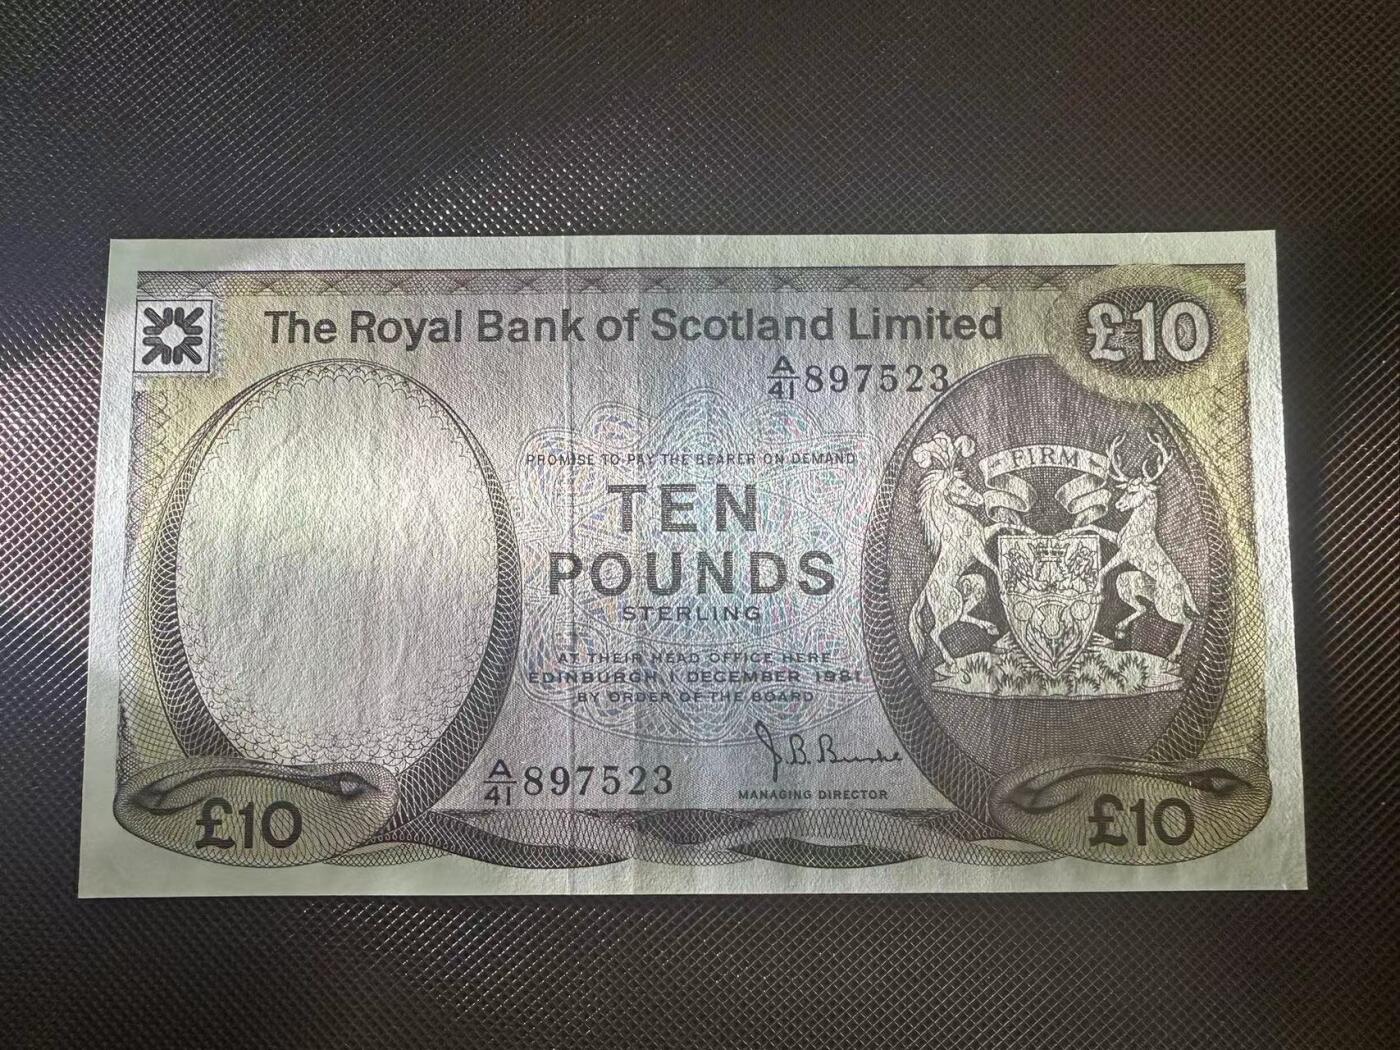 The Royal Bank of Scotland Limited
£10
A/41 897523
FIRM
PROMISE TO PAY THE BEARER ON DEMAND
TEN
POUNDS
STERLING
AT THEIR HEAD OFFICE HERE
EDINBURGH 1 DECEMBER 1981
BY ORDER OF THE BOARD
J. B. Burke
A/41 897523
MANAGING DIRECTOR
£10
£10